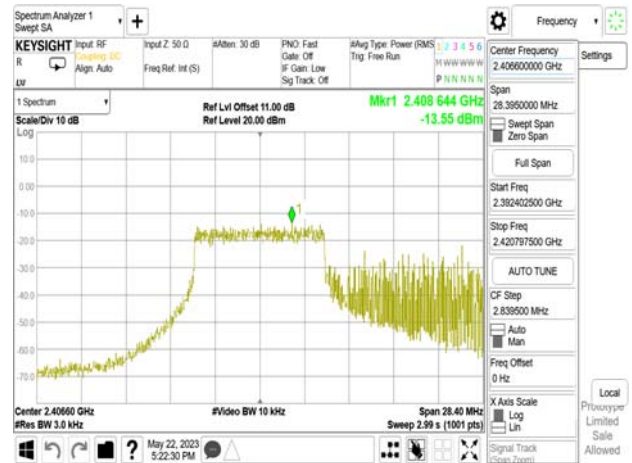 Spectrum Analyzer 1
Swept SA
Frequency
KEYSIGHT
Input: RF
Coupling: DC
Align: Auto
Input Z: 50 Ω
Freq Ref: Int (S)
#Atten: 30 dB
PNO: Fast
Gate: Off
IF Gain: Low
Sig Track: Off
#Avg Type: Power (RMS
Trig: Free Run
1 2 3 4 5 6
M W W W W W
P N N N N N
R
Center Frequency
2.406600000 GHz
Settings
Span
28.3950000 MHz
Swept Span
Zero Span
Full Span
Start Freq
2.392402500 GHz
Stop Freq
2.420797500 GHz
AUTO TUNE
CF Step
2.839500 MHz
Auto
Man
Freq Offset
0 Hz
X Axis Scale
Log
Lin
Signal Track
(Span Zoom)
Local
Prototype
Limited
Sale
Allowed
1 Spectrum
Scale/Div 10 dB
Log
Ref Lvl Offset 11.00 dB
Ref Level 20.00 dBm
Mkr1 2.408 644 GHz
-13.55 dBm
10.0
0.00
-10.0
-20.0
-30.0
-40.0
-50.0
-60.0
-70.0
1
Center 2.40660 GHz
#Res BW 3.0 kHz
#Video BW 10 kHz
Span 28.40 MHz
Sweep 2.99 s (1001 pts)
May 22, 2023
5:22:30 PM